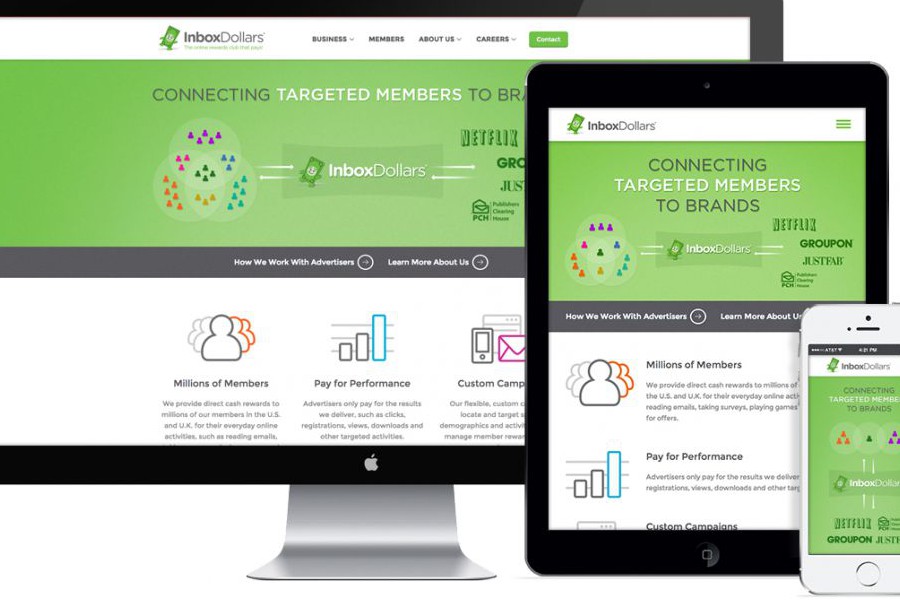 InboxDollars®
The online rewards club that pays!
BUSINESS
MEMBERS
ABOUT US
CAREERS
Contact
CONNECTING TARGETED MEMBERS TO BRA
NETFLIX
GRO
JUS
PCH Publishers
Clearing
House
InboxDollars®
How We Work With Advertisers
Learn More About Us
Millions of Members
We provide direct cash rewards to
millions of our members in the U.S.
and U.K. for their everyday online
activities, such as reading emails,
Pay for Performance
Advertisers only pay for the results
we deliver, such as clicks,
registrations, views, downloads and
other targeted activities.
Custom Camp
Our flexible, custom c
locate and target s
demographics and activit
manage member rewar
InboxDollars®
CONNECTING
TARGETED MEMBERS
TO BRANDS
InboxDollars®
NETFLIX
GROUPON
JUSTFAB
PCH Publishers
Clearing
House
How We Work With Advertisers
Learn More About Us
Millions of Members
We provide direct cash rewards to millions of
the U.S. and U.K. for their everyday online activities
reading emails, taking surveys, playing games
for offers.
Pay for Performance
Advertisers only pay for the results we deliver
registrations, views, downloads and other targ
Custom Campaigns
AT&T
4:21 PM
InboxDollars
CONNECTING
TARGETED MEMBE
TO BRANDS
InboxDollar
NETFLIX
PCH
GROUPON JUSTF